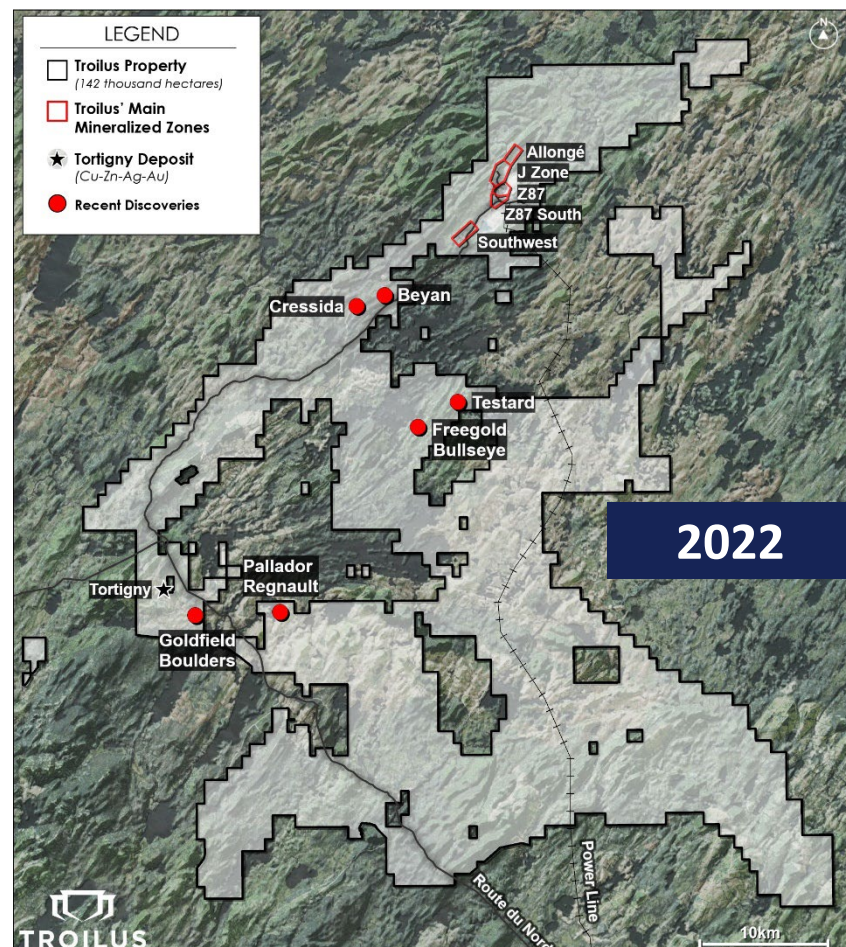 LEGEND
Troilus Property
(142 thousand hectares)
Troilus' Main
Mineralized Zones
Tortigny Deposit
(Cu-Zn-Ag-Au)
Recent Discoveries
N
Allongé
J Zone
Z87
Z87 South
Southwest
Beyan
Cressida
Testard
Freegold
Bullseye
2022
Pallador
Regnault
Tortigny
Goldfield
Boulders
Route du Nord
Power Line
10km
TROILUS